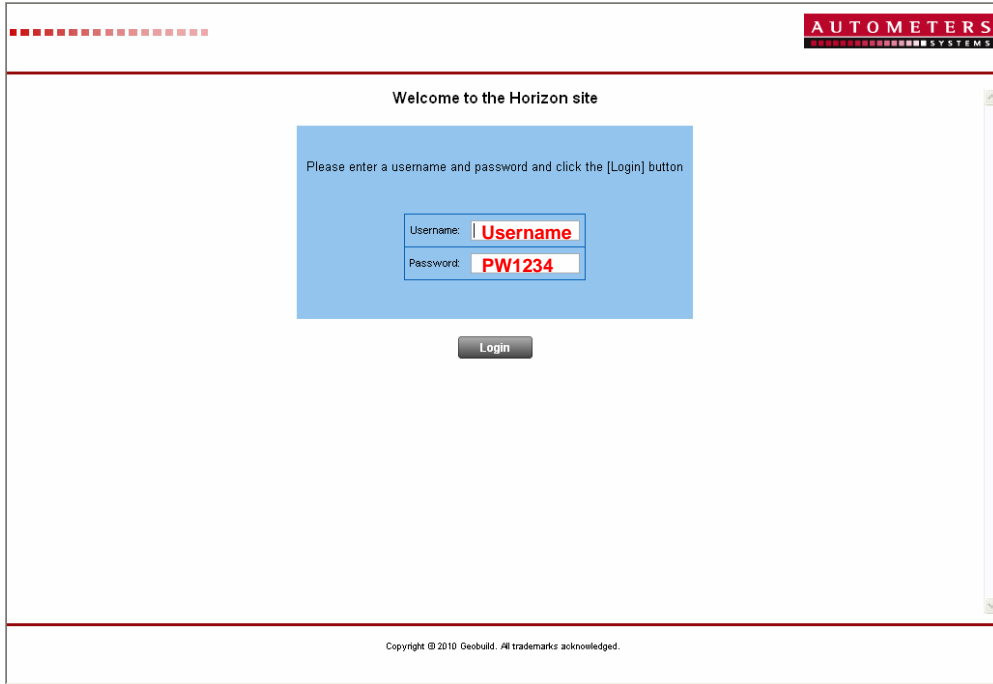 AUTOMETERS
SYSTEMS
Welcome to the Horizon site
Please enter a username and password and click the [Login] button
Username: Username
Password: PW1234
Login
Copyright © 2010 Geobuild. All trademarks acknowledged.